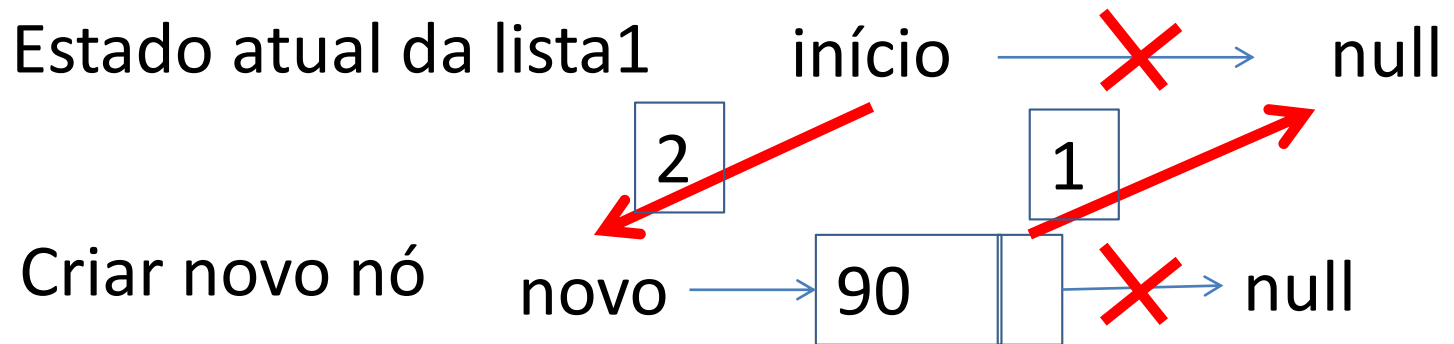 Estado atual da lista1 início null
2 1
Criar novo nó novo 90 null